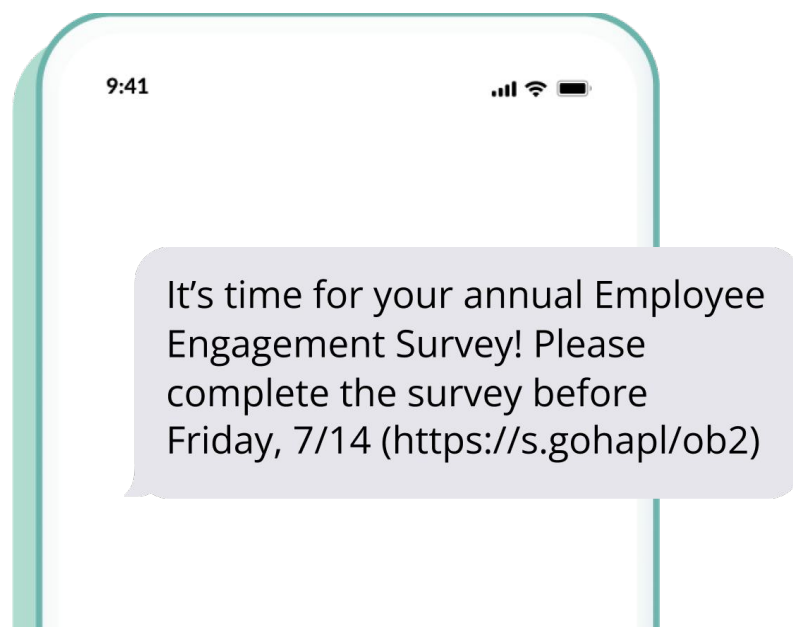 9:41
It’s time for your annual Employee
Engagement Survey! Please
complete the survey before
Friday, 7/14 (https://s.gohapl/ob2)